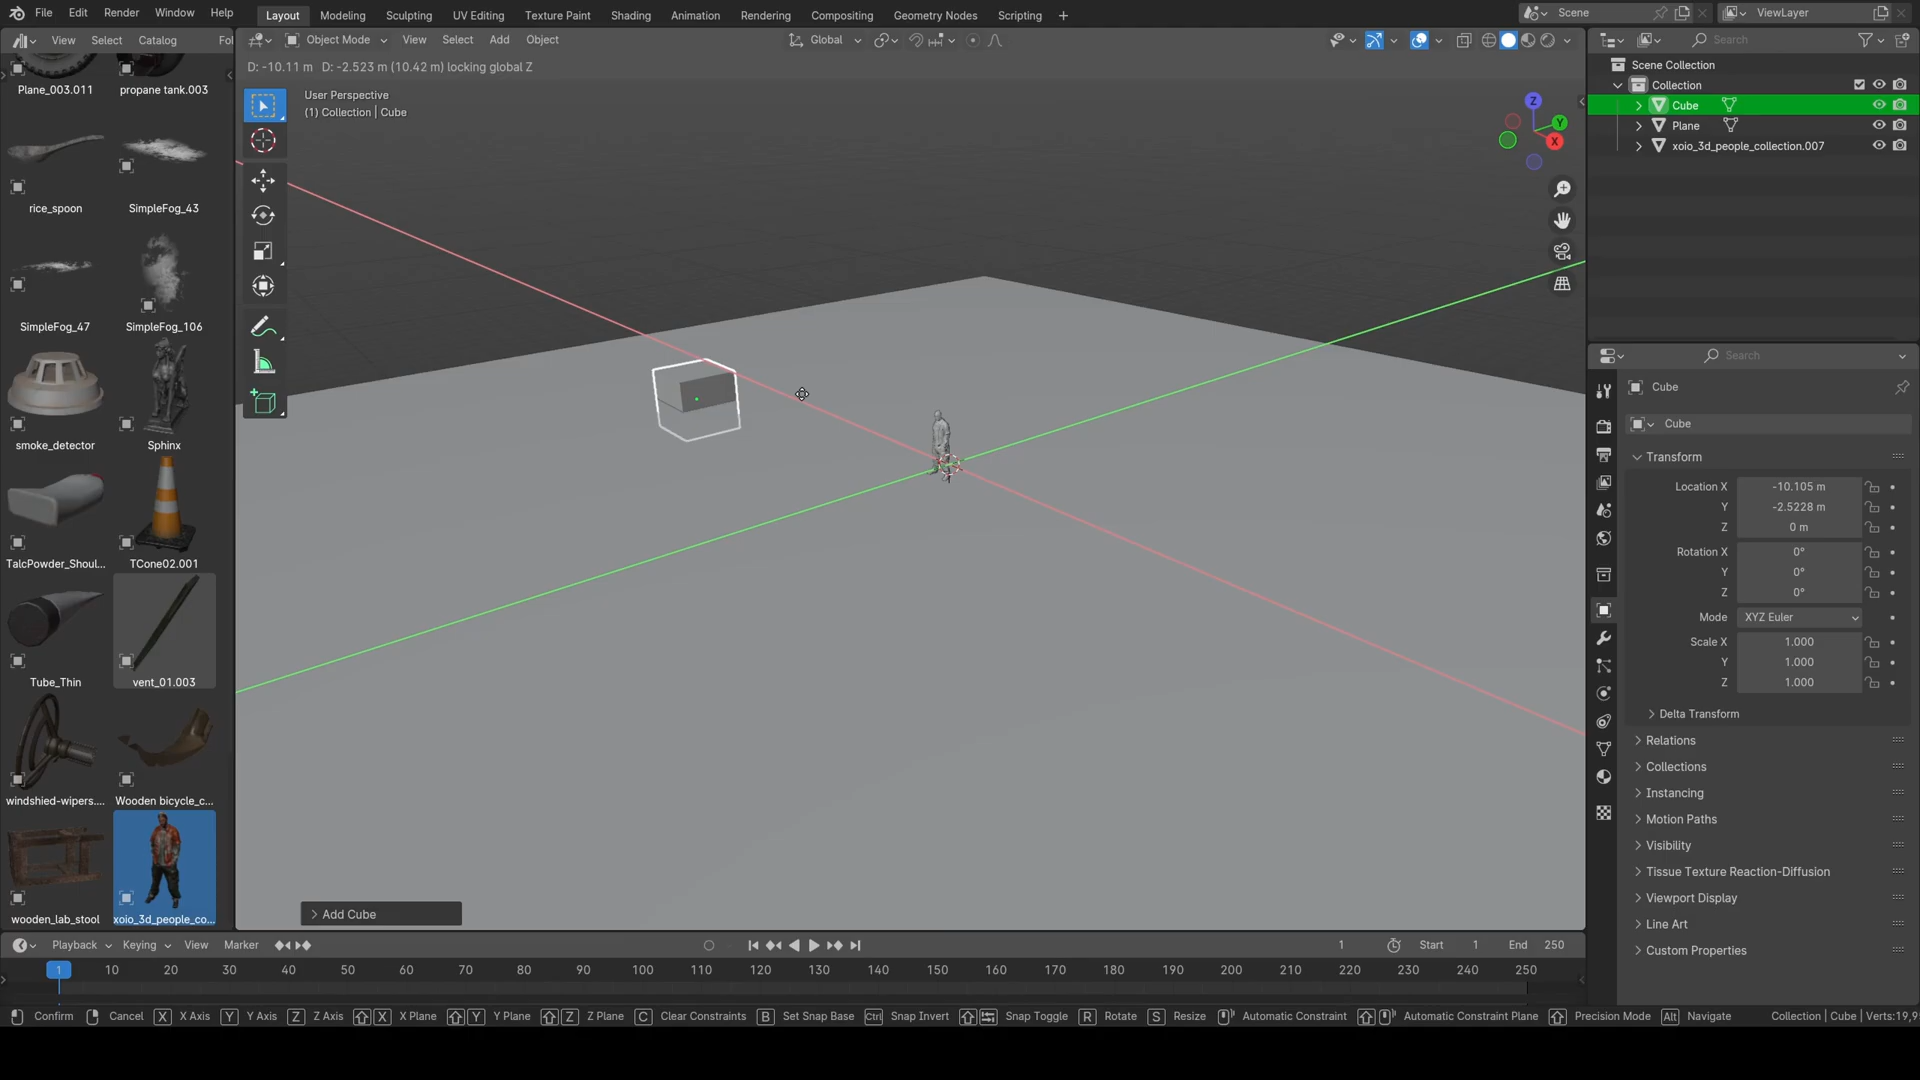 File Edit Render Window Help Layout Modeling Sculpting UV Editing Texture Paint Shading Animation Rendering Compositing Geometry Nodes Scripting + Scene ViewLayer
View Select Catalog Fol
Object Mode View Select Add Object Global
Search
D: -10.11 m D: -2.523 m (10.42 m) locking global Z
User Perspective
(1) Collection | Cube
Plane_003.011 propane tank.003
rice_spoon SimpleFog_43
SimpleFog_47 SimpleFog_106
smoke_detector Sphinx
TalcPowder_Shoul... TCone02.001
Tube_Thin vent_01.003
windshied-wipers.... Wooden bicycle_c...
wooden_lab_stool xoio_3d_people_co...
Z
Y
X
Add Cube
Scene Collection
Collection
Cube
Plane
xoio_3d_people_collection.007
Search
Cube
Cube
Transform
Location X -10.105 m
Y -2.5228 m
Z 0 m
Rotation X 0°
Y 0°
Z 0°
Mode XYZ Euler
Scale X 1.000
Y 1.000
Z 1.000
Delta Transform
Relations
Collections
Instancing
Motion Paths
Visibility
Tissue Texture Reaction-Diffusion
Viewport Display
Line Art
Custom Properties
Playback Keying View Marker 1 Start 1 End 250
1 10 20 30 40 50 60 70 80 90 100 110 120 130 140 150 160 170 180 190 200 210 220 230 240 250
Confirm Cancel X X Axis Y Y Axis Z Z Axis X X Plane Y Y Plane Z Z Plane C Clear Constraints B Set Snap Base Ctrl Snap Invert Snap Toggle R Rotate S Resize Automatic Constraint Automatic Constraint Plane Precision Mode Alt Navigate Collection | Cube | Verts:19,9